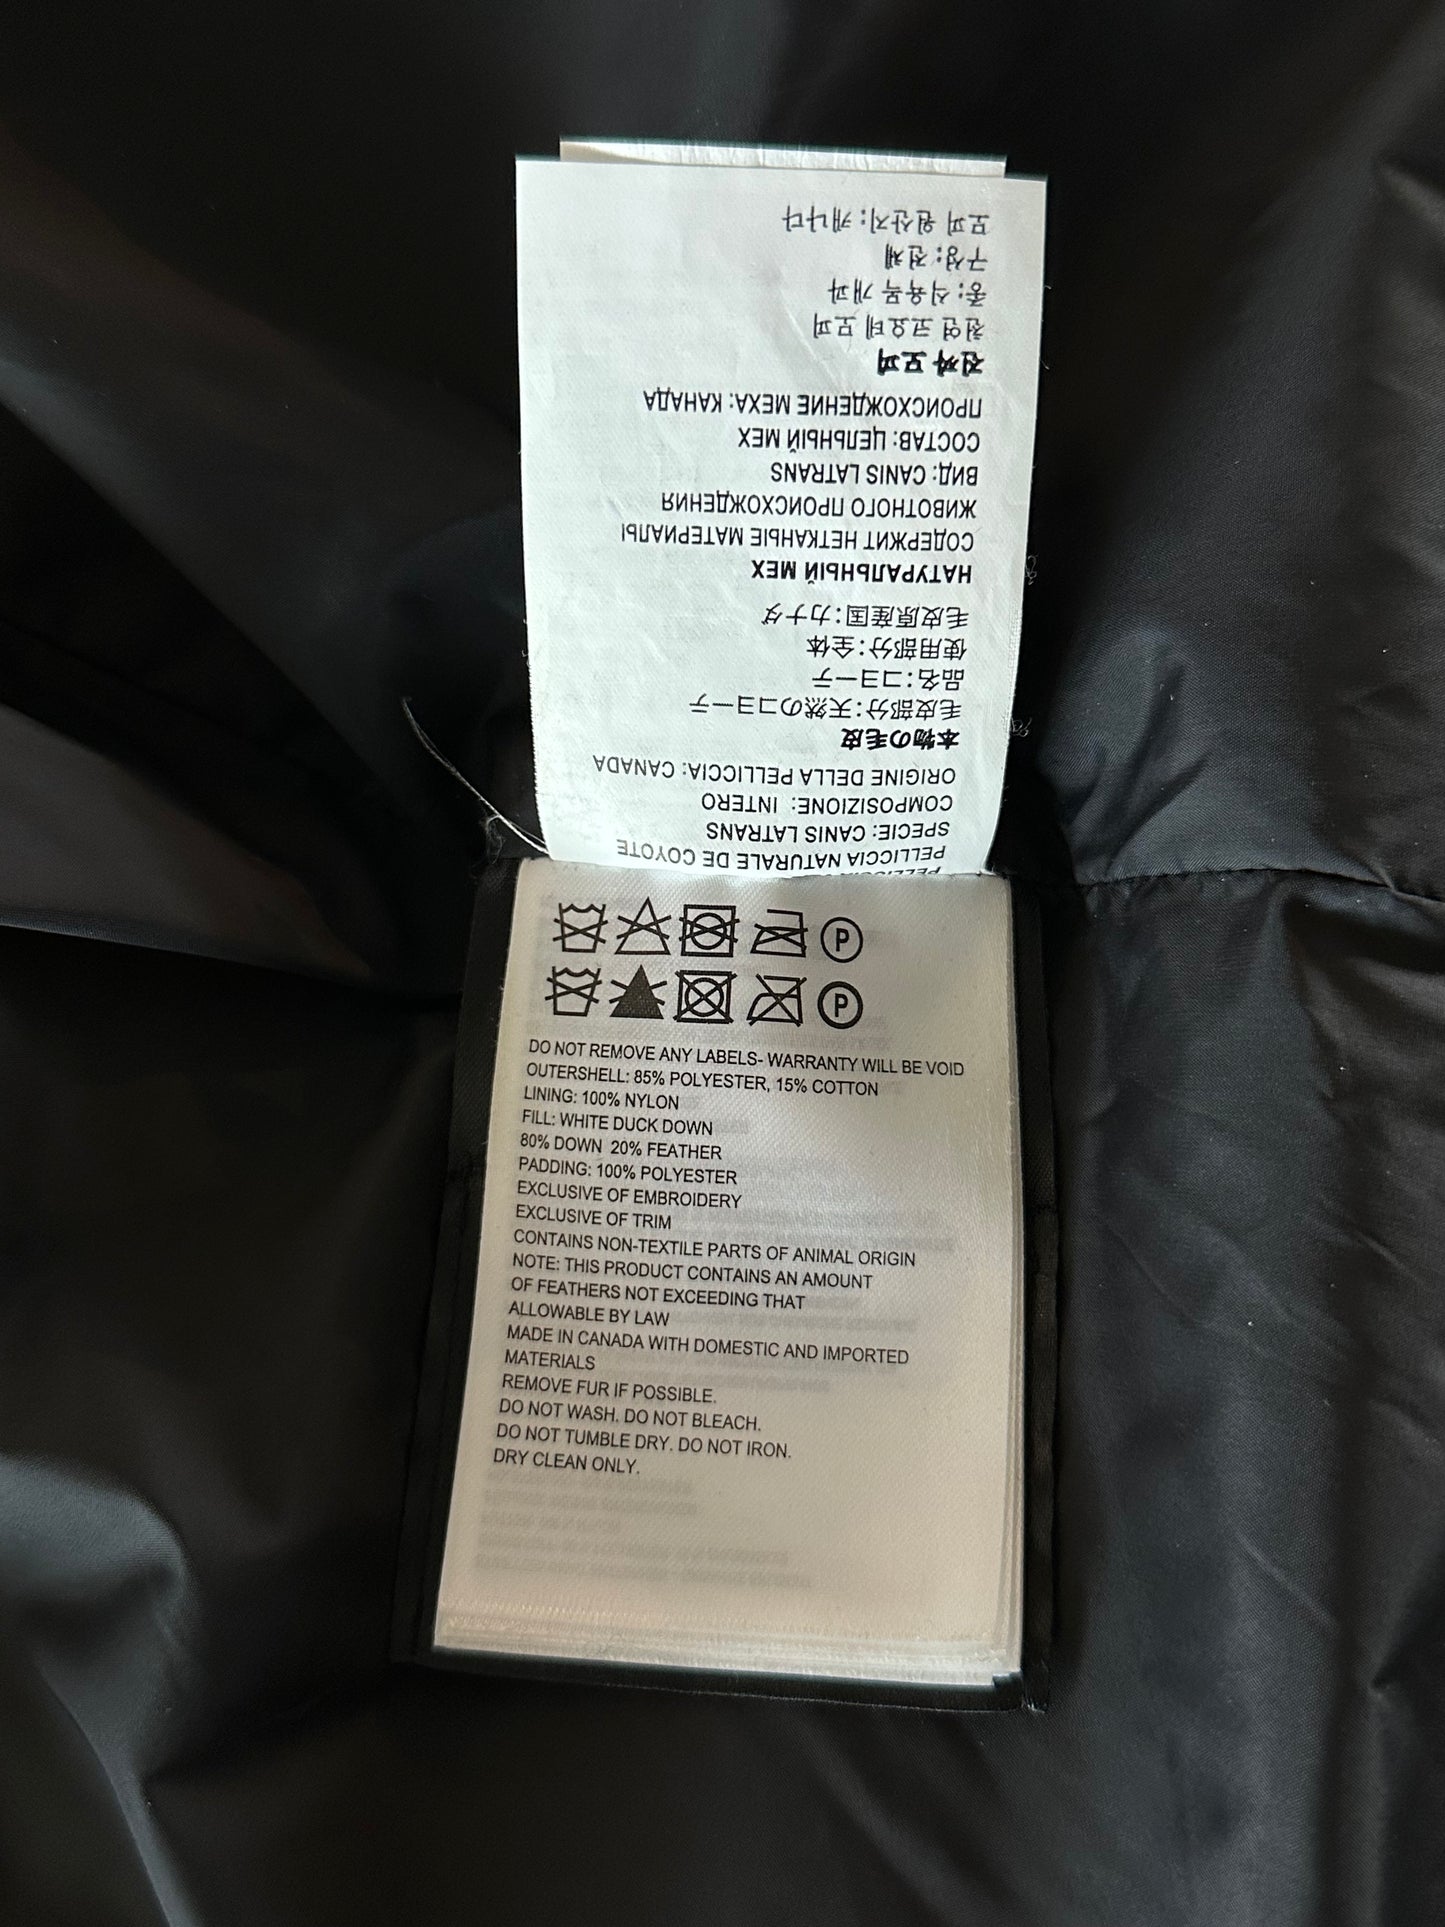 PELLICCIA NATURALE DE COYOTE
SPECIE: CANIS LATRANS
COMPOSIZIONE: INTERO
ORIGINE DELLA PELLICCIA: CANADA
本物の毛皮
毛皮部分:天然のコヨーテ
品名:コヨーテ
使用部分:全体
毛皮原産国:カナダ
НАТУРАЛЬНЫЙ МЕХ
СОДЕРЖИТ НЕТКАНЫЕ МАТЕРИАЛЫ
ЖИВОТНОГО ПРОИСХОЖДЕНИЯ
ВИД: CANIS LATRANS
СОСТАВ: ЦЕЛЬНЫЙ МЕХ
ПРОИСХОЖДЕНИЕ МЕХА: КАНАДА
진짜 모피
천연 코요테 모피
종: 식육목 개과
구성: 전체
모피 원산지: 캐나다
P
P
DO NOT REMOVE ANY LABELS- WARRANTY WILL BE VOID
OUTERSHELL: 85% POLYESTER, 15% COTTON
LINING: 100% NYLON
FILL: WHITE DUCK DOWN
80% DOWN 20% FEATHER
PADDING: 100% POLYESTER
EXCLUSIVE OF EMBROIDERY
EXCLUSIVE OF TRIM
CONTAINS NON-TEXTILE PARTS OF ANIMAL ORIGIN
NOTE: THIS PRODUCT CONTAINS AN AMOUNT
OF FEATHERS NOT EXCEEDING THAT
ALLOWABLE BY LAW
MADE IN CANADA WITH DOMESTIC AND IMPORTED
MATERIALS
REMOVE FUR IF POSSIBLE.
DO NOT WASH. DO NOT BLEACH.
DO NOT TUMBLE DRY. DO NOT IRON.
DRY CLEAN ONLY.